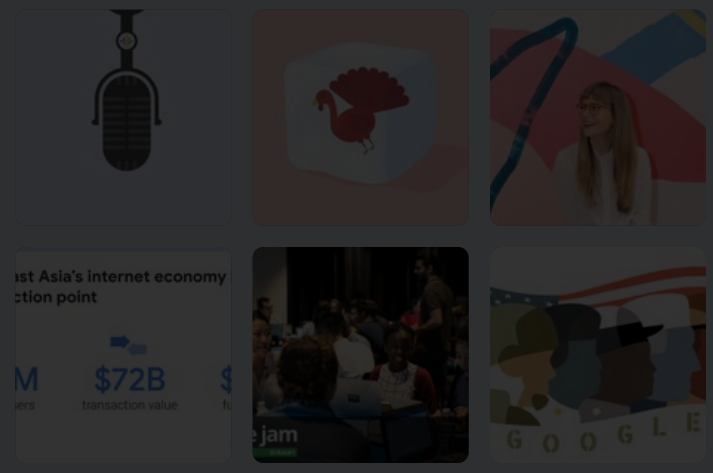 ast Asia's internet economy
ction point
M
$72B
$
sers
transaction value
fu
e jam
GOOGLE